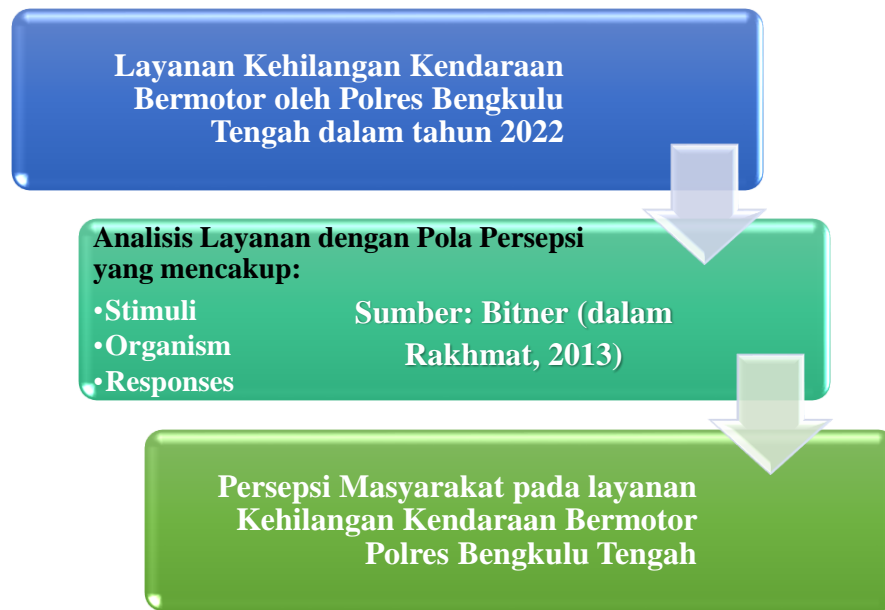 Layanan Kehilangan Kendaraan
Bermotor oleh Polres Bengkulu
Tengah dalam tahun 2022
Analisis Layanan dengan Pola Persepsi
yang mencakup:
•Stimuli
•Organism
•Responses
Sumber: Bitner (dalam
Rakhmat, 2013)
Persepsi Masyarakat pada layanan
Kehilangan Kendaraan Bermotor
Polres Bengkulu Tengah